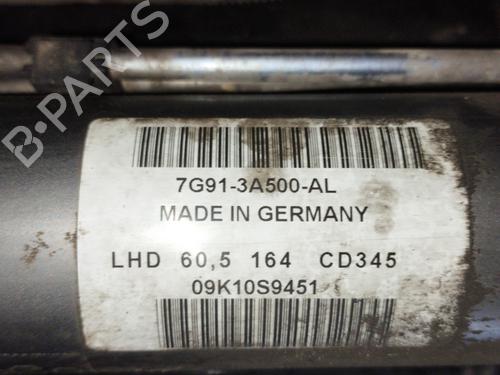 B-PARTS
7G91-3A500-AL
MADE IN GERMANY
LHD 60,5 164 CD345
09K10S9451